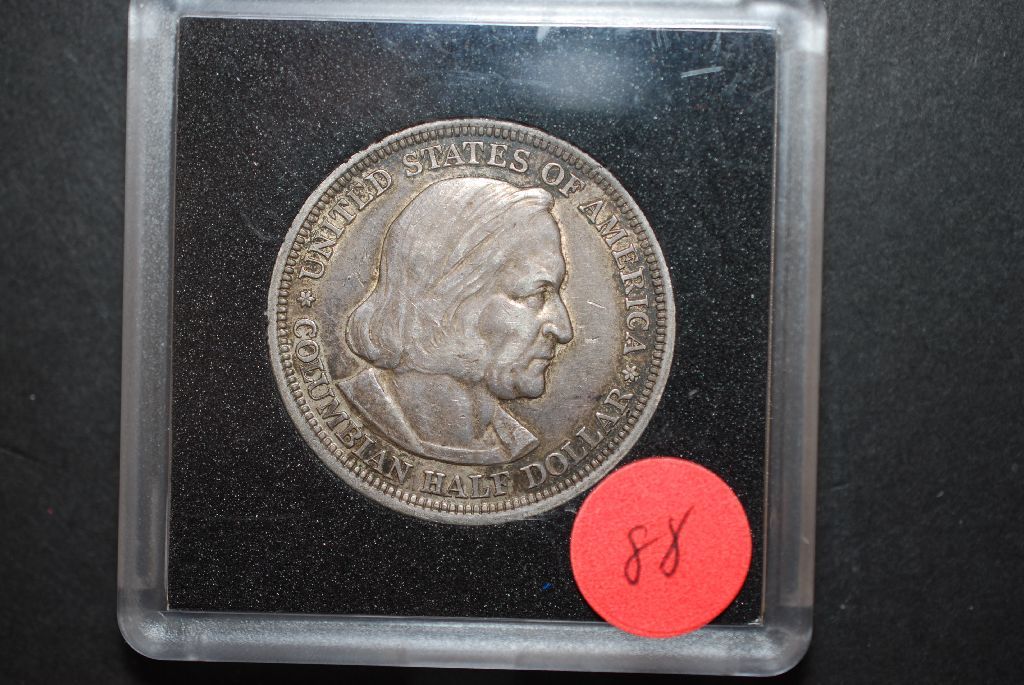 UNITED STATES OF AMERICA
COLUMBIAN HALF DOLLAR
88